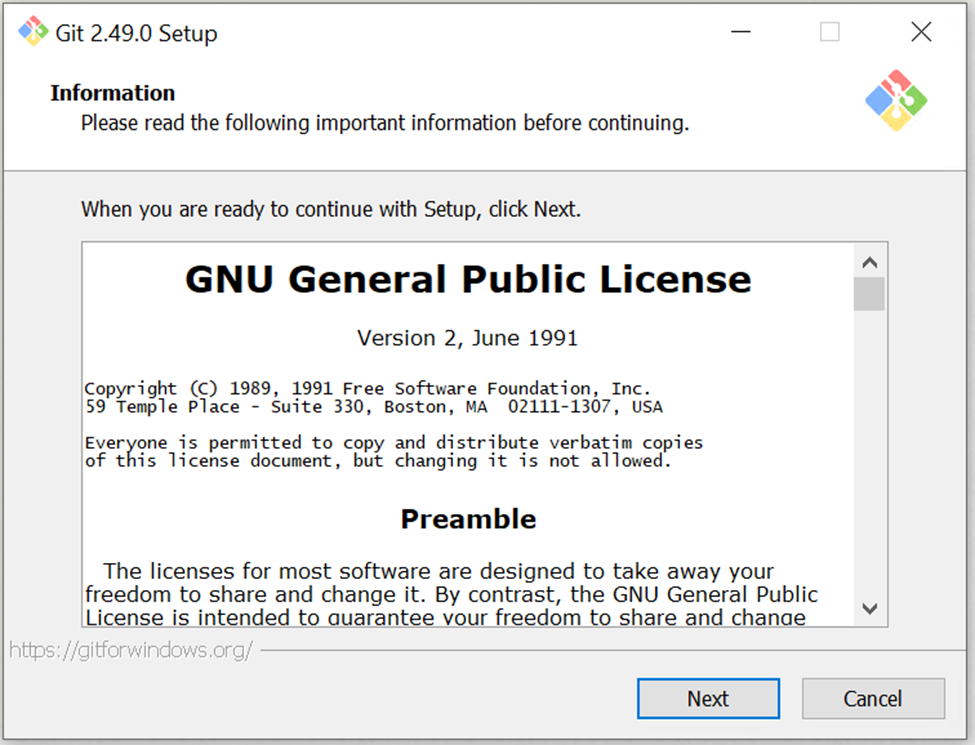 Git 2.49.0 Setup
Information
Please read the following important information before continuing.
When you are ready to continue with Setup, click Next.
GNU General Public License
Version 2, June 1991
Copyright (C) 1989, 1991 Free Software Foundation, Inc.
59 Temple Place - Suite 330, Boston, MA  02111-1307, USA
Everyone is permitted to copy and distribute verbatim copies
of this license document, but changing it is not allowed.
Preamble
The licenses for most software are designed to take away your
freedom to share and change it. By contrast, the GNU General Public
License is intended to guarantee your freedom to share and change
https://gitforwindows.org/
Next
Cancel